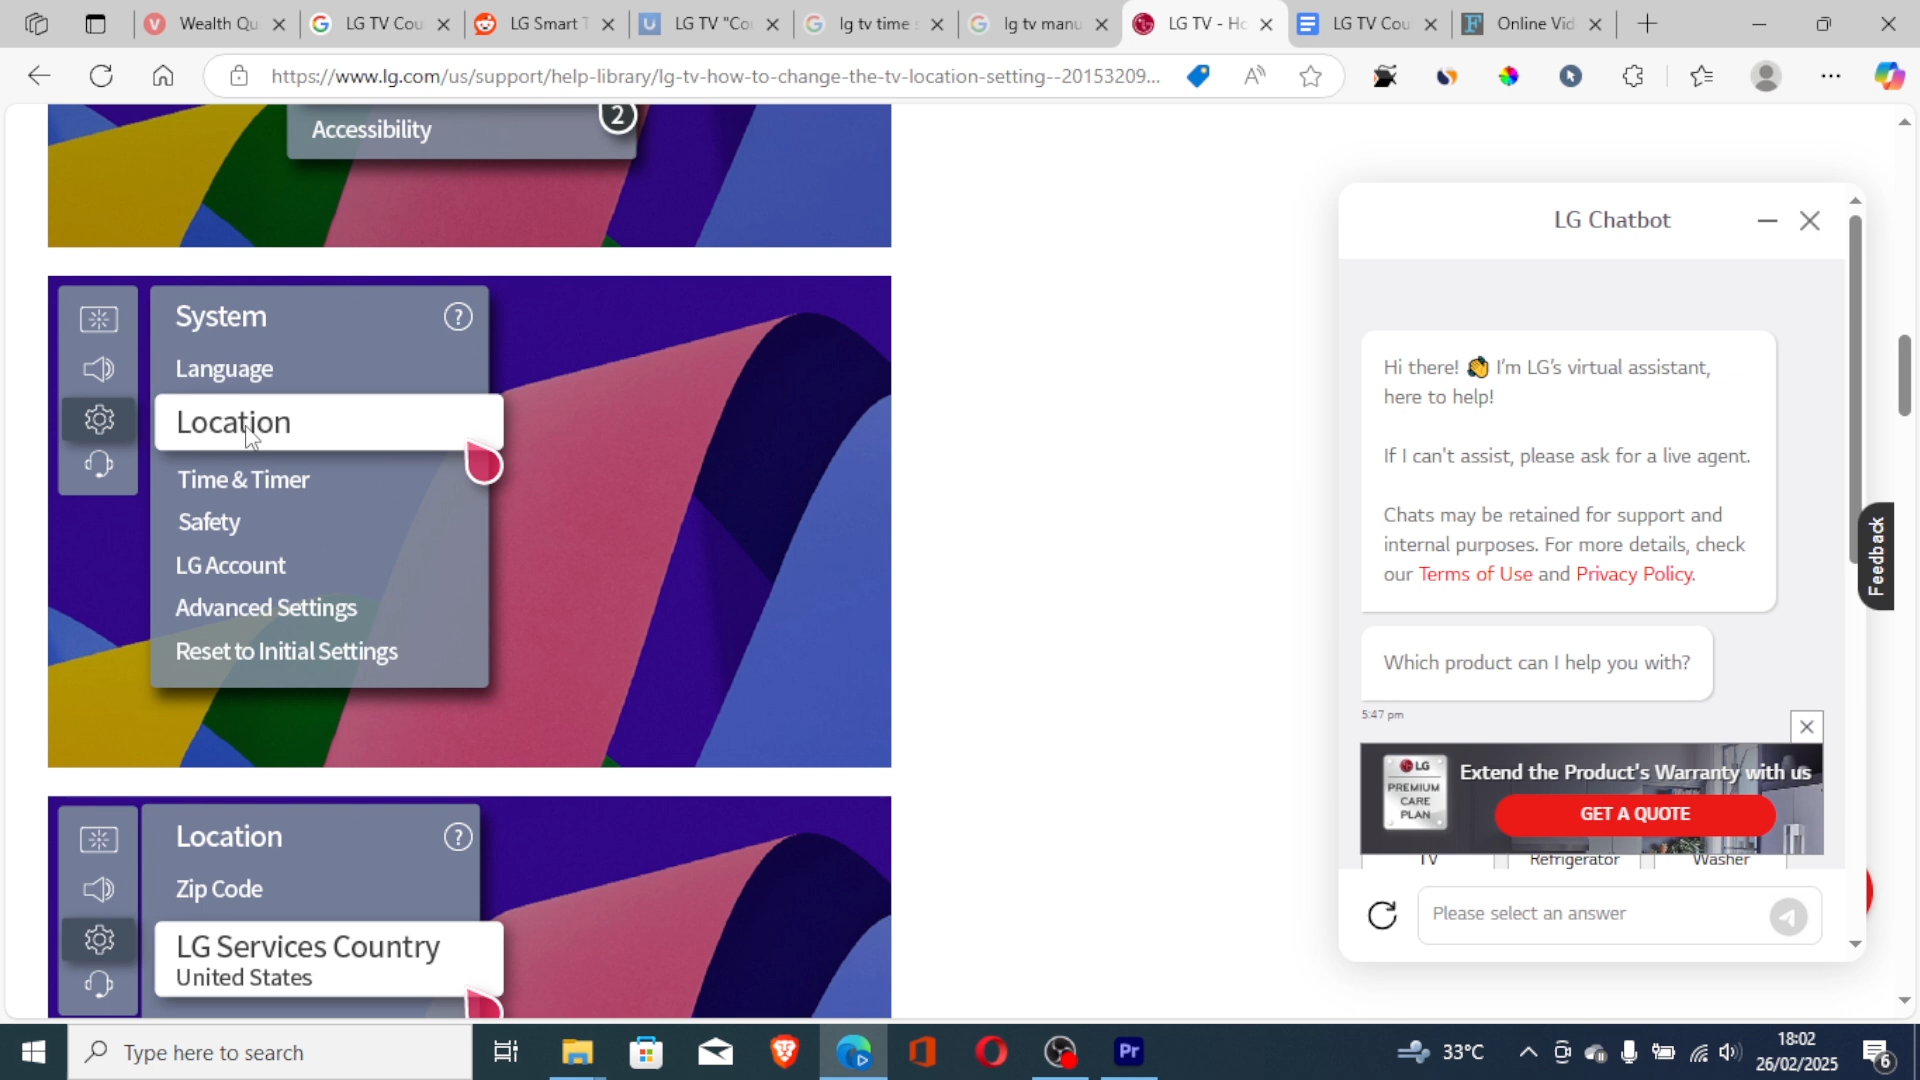 Wealth Qu
LG TV Cou
LG Smart T
LG TV "Cou
lg tv time s
lg tv manu
LG TV - Ho
LG TV Cou
Online Vid
https://www.lg.com/us/support/help-library/lg-tv-how-to-change-the-tv-location-setting--20153209...
Accessibility
2
System
Language
Location
Time & Timer
Safety
LG Account
Advanced Settings
Reset to Initial Settings
Location
Zip Code
LG Services Country
United States
LG Chatbot
Hi there! 👋 I'm LG's virtual assistant,
here to help!
If I can't assist, please ask for a live agent.
Chats may be retained for support and
internal purposes. For more details, check
our Terms of Use and Privacy Policy.
Which product can I help you with?
5:47 pm
LG
PREMIUM
CARE
PLAN
Extend the Product's Warranty with us
GET A QUOTE
TV
Refrigerator
Washer
Please select an answer
Feedback
Type here to search
Pr
33°C
18:02
26/02/2025
6